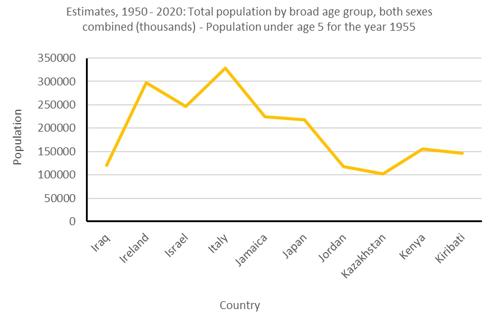 Estimates, 1950 - 2020: Total population by broad age group, both sexes
combined (thousands) - Population under age 5 for the year 1955
350000
300000
250000
200000
150000
100000
50000
0
Population
Iraq
Ireland
Israel
Italy
Jamaica
Japan
Jordan
Kazakhstan
Kenya
Kiribati
Country